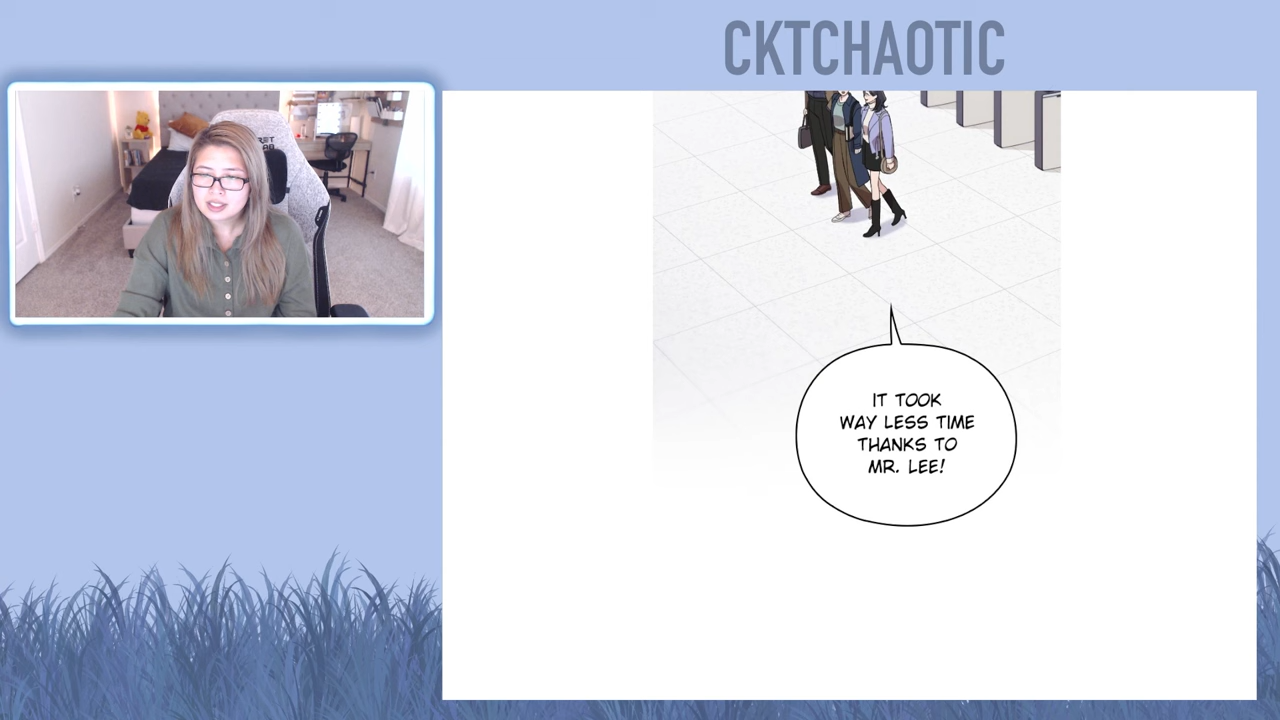 CKTCHAOTIC
IT TOOK
WAY LESS TIME
THANKS TO
MR. LEE!